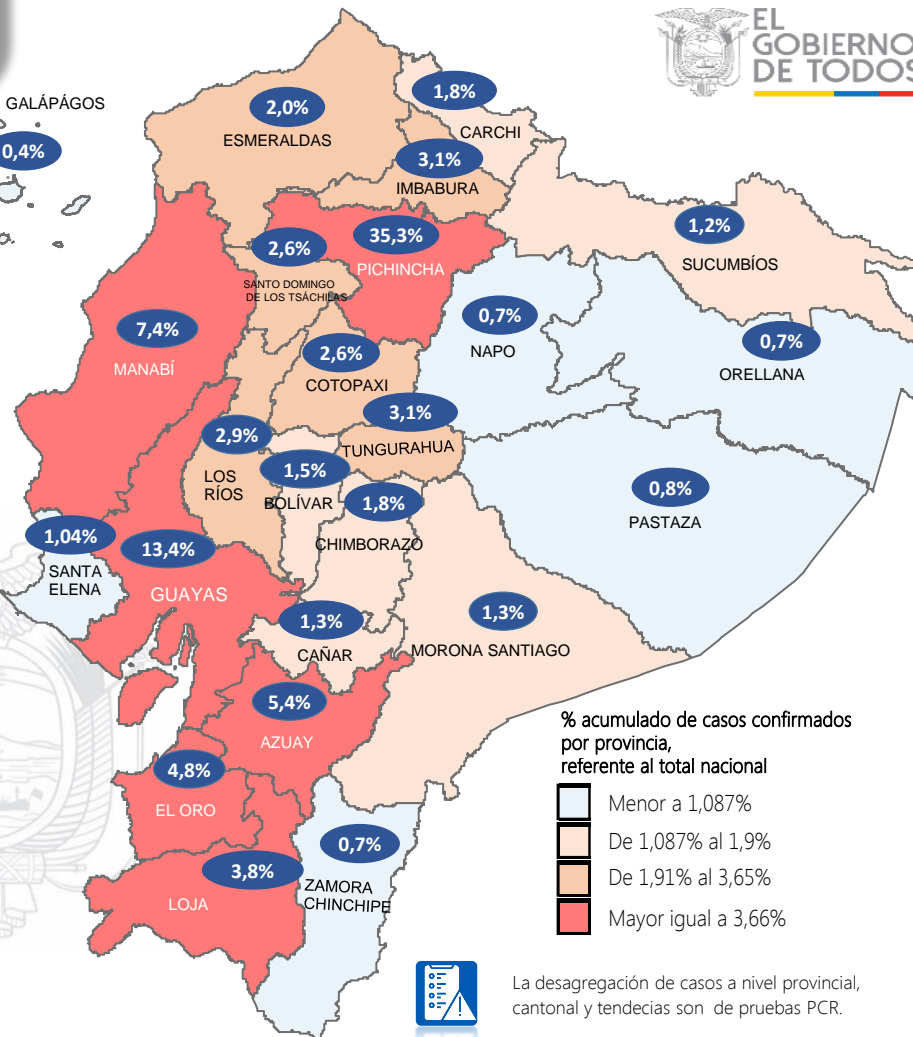 EL
GOBIERNO
DE TODOS
GALÁPAGOS
0,4%
2,0%
ESMERALDAS
1,8%
CARCHI
3,1%
IMBABURA
1,2%
SUCUMBÍOS
35,3%
PICHINCHA
2,6%
SANTO DOMINGO
DE LOS TSÁCHILAS
7,4%
MANABÍ
0,7%
NAPO
0,7%
ORELLANA
2,6%
COTOPAXI
3,1%
TUNGURAHUA
2,9%
LOS
RÍOS
1,5%
BOLÍVAR
1,8%
CHIMBORAZO
0,8%
PASTAZA
1,04%
SANTA
ELENA
13,4%
GUAYAS
1,3%
CAÑAR
1,3%
MORONA SANTIAGO
5,4%
AZUAY
4,8%
EL ORO
3,8%
LOJA
0,7%
ZAMORA
CHINCHIPE
% acumulado de casos confirmados
por provincia,
referente al total nacional
Menor a 1,087%
De 1,087% al 1,9%
De 1,91% al 3,65%
Mayor igual a 3,66%
La desagregación de casos a nivel provincial,
cantonal y tendecias son de pruebas PCR.